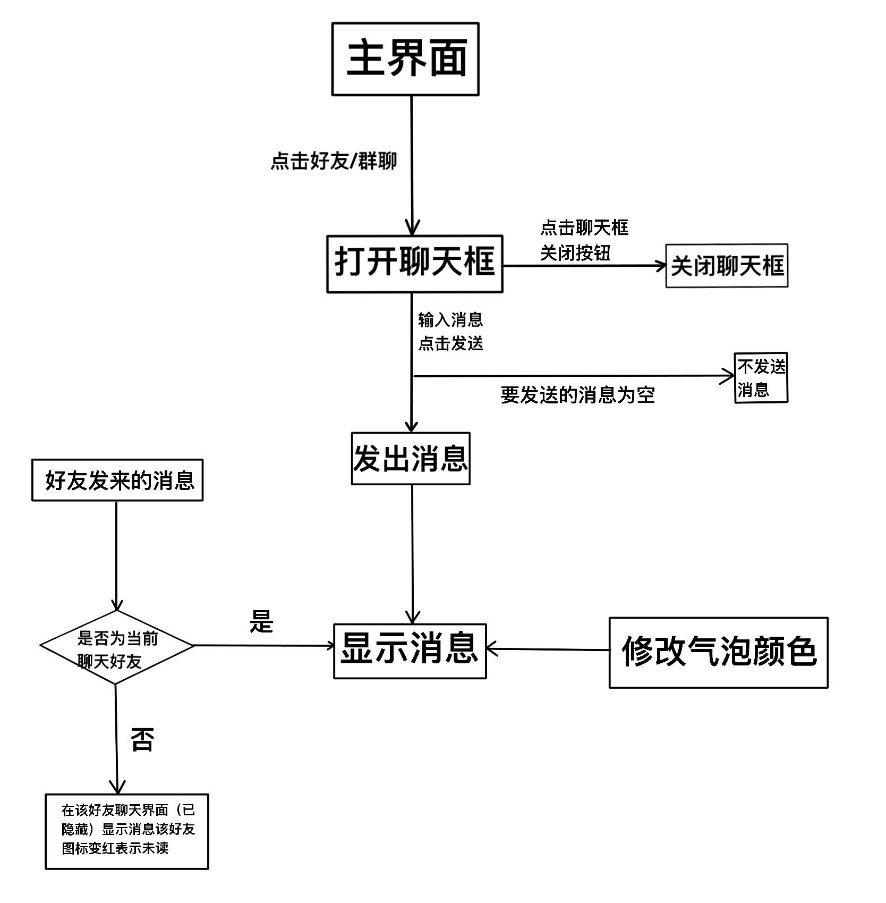 主界面
点击好友/群聊
点击聊天框
关闭按钮
打开聊天框
关闭聊天框
输入消息
点击发送
不发送
消息
要发送的消息为空
发出消息
好友发来的消息
是
是否为当前
聊天好友
显示消息
修改气泡颜色
否
在该好友聊天界面（已
隐藏）显示消息该好友
图标变红表示未读